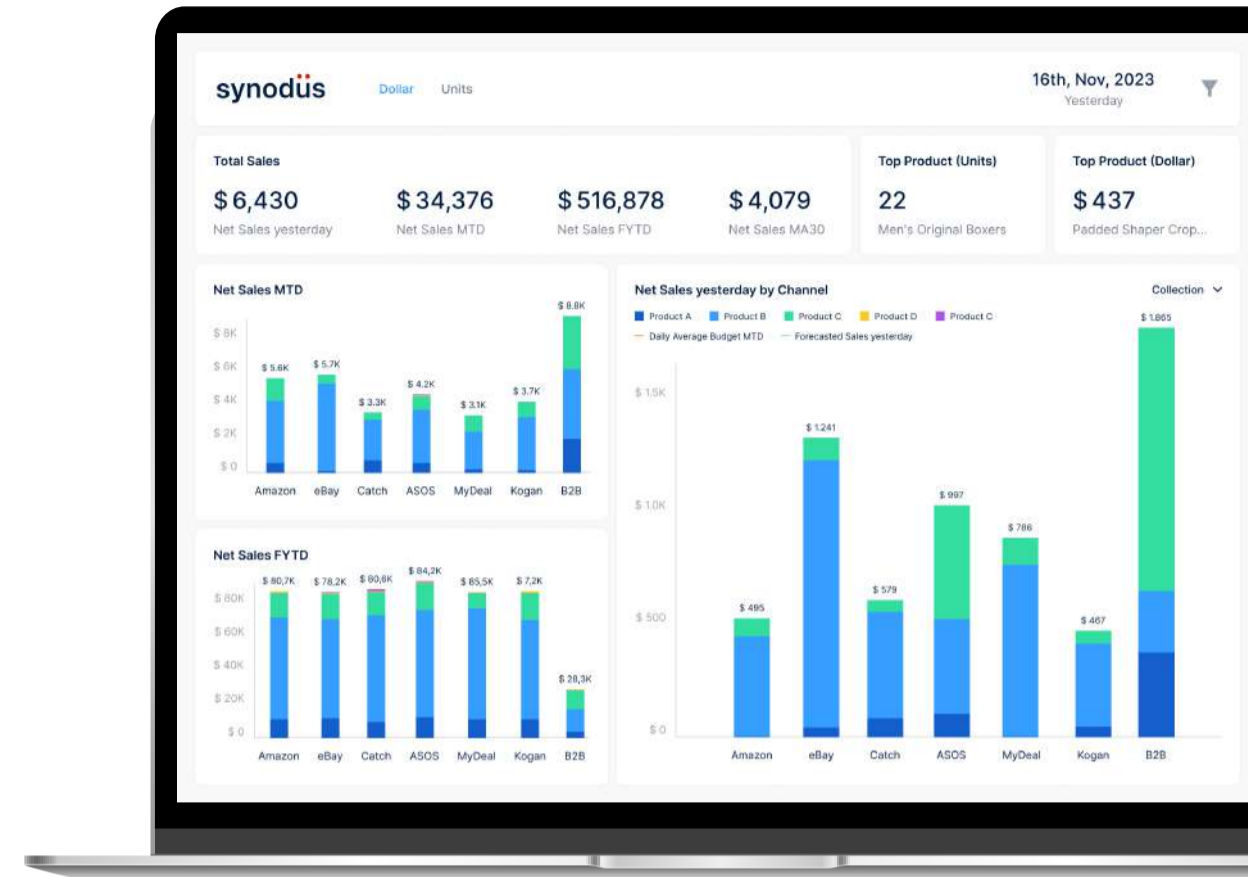 synodüs
Dollar Units
16th, Nov, 2023
Yesterday
Total Sales
$ 6,430
Net Sales yesterday
$ 34,376
Net Sales MTD
$ 516,878
Net Sales FYTD
$ 4,079
Net Sales MA30
Top Product (Units)
22
Men's Original Boxers
Top Product (Dollar)
$ 437
Padded Shaper Crop...
Net Sales MTD
$ 8K
$ 6K
$ 4K
$ 2K
$ 0
$ 5.6K
$ 5.7K
$ 3.3K
$ 4.2K
$ 3.1K
$ 3.7K
$ 8.8K
Amazon eBay Catch ASOS MyDeal Kogan B2B
Net Sales FYTD
$ 80K
$ 60K
$ 40K
$ 20K
$ 0
$ 80,7K
$ 78,2K
$ 80,6K
$ 84,2K
$ 85,5K
$ 7,2K
$ 28,3K
Amazon eBay Catch ASOS MyDeal Kogan B2B
Net Sales yesterday by Channel
Collection
Product A Product B Product C Product D Product C
Daily Average Budget MTD Forecasted Sales yesterday
$ 1.5K
$ 1.0K
$ 500
$ 0
$ 495
$ 1.241
$ 579
$ 997
$ 786
$ 467
$ 1.865
Amazon eBay Catch ASOS MyDeal Kogan B2B